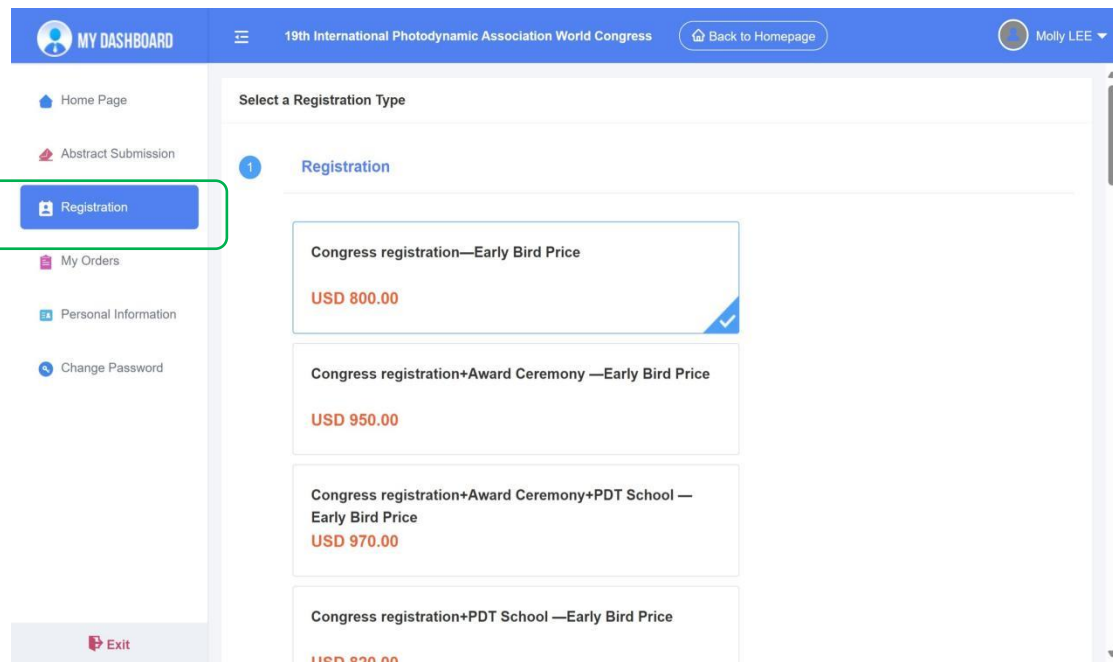 MY DASHBOARD
19th International Photodynamic Association World Congress
Back to Homepage
Molly LEE
Home Page
Abstract Submission
Registration
My Orders
Personal Information
Change Password
Exit
Select a Registration Type
1
Registration
Congress registration—Early Bird Price
USD 800.00
Congress registration+Award Ceremony —Early Bird Price
USD 950.00
Congress registration+Award Ceremony+PDT School —
Early Bird Price
USD 970.00
Congress registration+PDT School —Early Bird Price
USD 820.00